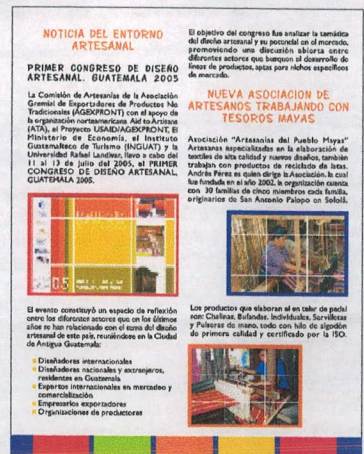 NOTICIA DEL ENTORNO
ARTESANAL
PRIMER CONGRESO DE DISEÑO
ARTESANAL. GUATEMALA 2005
La Comisión de Artesanías de la Asociación
Gremial de Exportadores de Productos No
Tradicionales (AGEXPRONT) con el apoyo de
la organización norteamericana Aid to Artisans
(ATA), el Proyecto USAID/AGEXPRONT, El
Ministerio de Economía, el Instituto
Guatemalteco de Turismo (INGUAT) y la
Universidad Rafael Landívar, llevo a cabo del
11 al 13 de julio del 2005, el PRIMER
CONGRESO DE DISEÑO ARTESANAL,
GUATEMALA 2005.
El evento constituyó un espacio de reflexión
entre los diferentes actores que en los últimos
años se han relacionado con el tema del diseño
artesanal de este país, reuniéndose en la Ciudad
de Antigua Guatemala:
Diseñadores internacionales
Diseñadores nacionales y extranjeros,
residentes en Guatemala
Expertos internacionales en mercadeo y
comercialización
Empresarios exportadores
Organizaciones de productores
El objetivo del congreso fue analizar la temática
del diseño artesanal y su potencial en el mercado,
promoviendo una discusión abierta entre
diferentes actores que busquen el desarrollo de
líneas de productos, aptas para nichos específicos
de mercado.
NUEVA ASOCIACION DE
ARTESANOS TRABAJANDO CON
TESOROS MAYAS
Asociación "Artesanías del Pueblo Mayas"
Artesanas especializadas en la elaboración de
textiles de alta calidad y nuevos diseños, también
trabajan con productos de reciclado de latas.
Andrés Pérez es quien dirige la Asociación, la cual
fue fundada en el año 2002, la organización cuenta
con 30 familias de cinco miembros cada familia,
originarios de San Antonio Palopo en Sololá.
Los productos que elaboran el en telar de pedal
son: Chalinas, Bufandas, Individuales, Servilletas
y Pulseras de mano, todo con hilo de algodón
de primera calidad y certificado por la ISO.